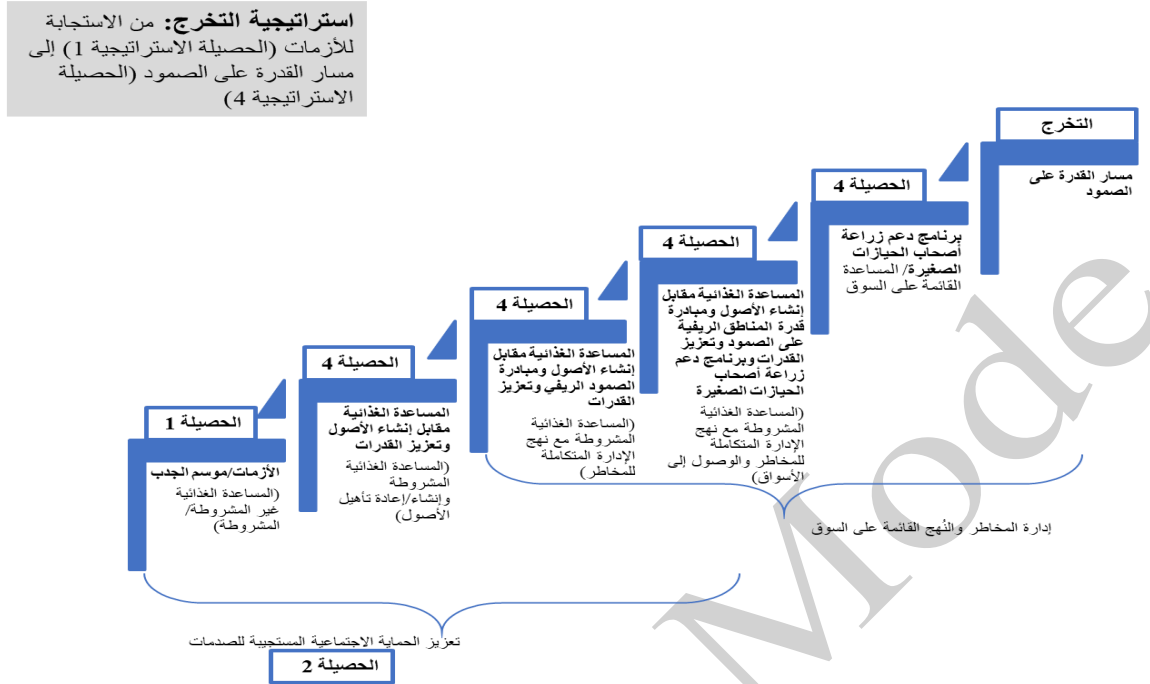 استراتيجية التخرج: من الاستجابة
للأزمات (الحصيلة الاستراتيجية 1) إلى
مسار القدرة على الصمود (الحصيلة
الاستراتيجية 4)
التخرج
مسار القدرة على
الصمود
الحصيلة 4
برنامج دعم زراعة
أصحاب الحيازات
الصغيرة/ المساعدة
القائمة على السوق
الحصيلة 4
المساعدة الغذائية مقابل
إنشاء الأصول ومبادرة
قدرة المناطق الريفية
على الصمود وتعزيز
القدرات وبرنامج دعم
زراعة أصحاب
الحيازات الصغيرة
(المساعدة الغذائية
المشروطة مع نهج
الإدارة المتكاملة
للمخاطر والوصول إلى
الأسواق)
الحصيلة 4
المساعدة الغذائية مقابل
إنشاء الأصول ومبادرة
الصمود الريفي وتعزيز
القدرات
(المساعدة الغذائية
المشروطة مع نهج
الإدارة المتكاملة
للمخاطر)
الحصيلة 4
المساعدة الغذائية
مقابل إنشاء الأصول
وتعزيز القدرات
(المساعدة الغذائية
المشروطة
وإنشاء/إعادة تأهيل
الأصول)
الحصيلة 1
الأزمات/موسم الجدب
(المساعدة الغذائية
غير المشروطة/
المشروطة)
إدارة المخاطر والنُهج القائمة على السوق
تعزيز الحماية الاجتماعية المستجيبة للصدمات
الحصيلة 2
Mode